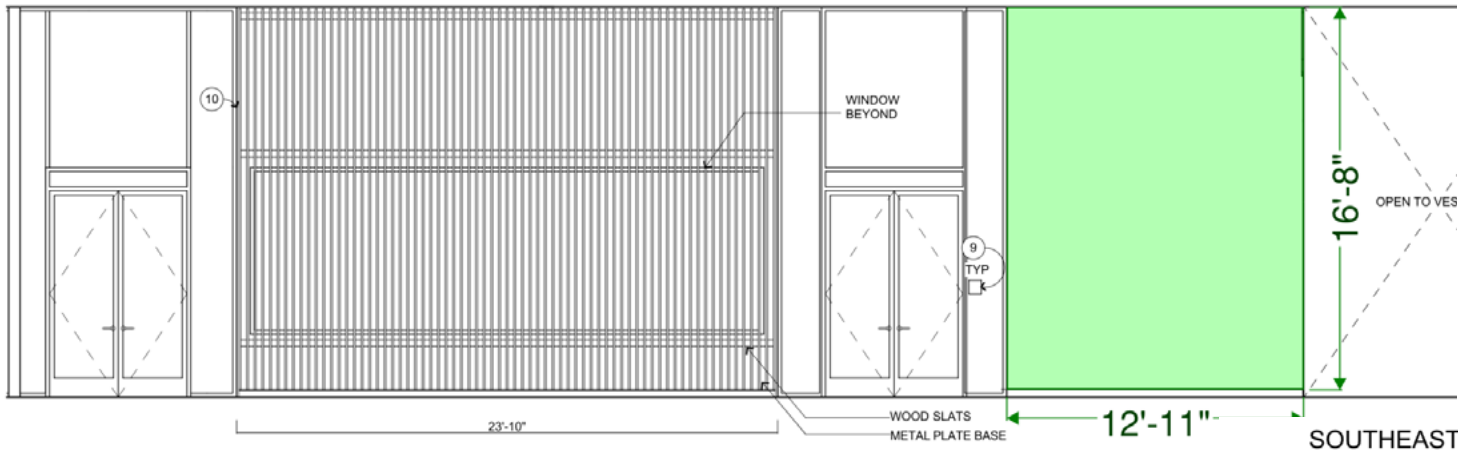 10
WINDOW
BEYOND
16'-8"
OPEN TO VES
9
TYP
WOOD SLATS
METAL PLATE BASE
23'-10"
12'-11"
SOUTHEAST